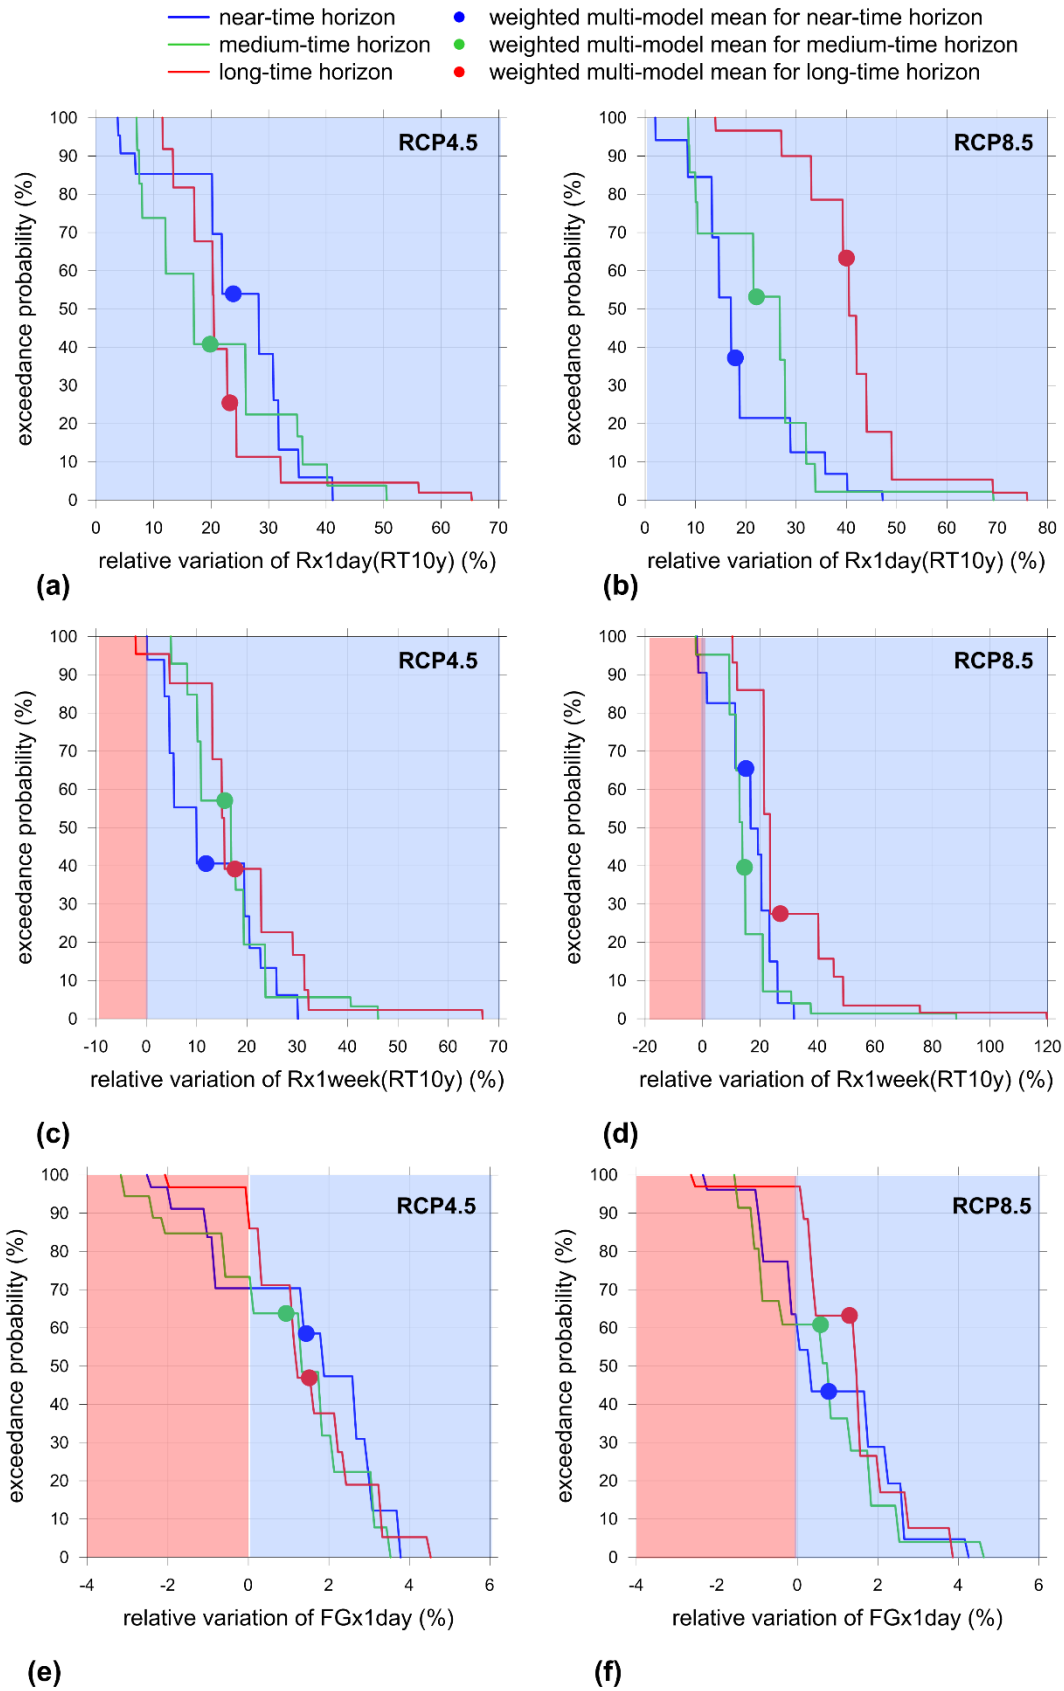 near-time horizon
weighted multi-model mean for near-time horizon
medium-time horizon
weighted multi-model mean for medium-time horizon
long-time horizon
weighted multi-model mean for long-time horizon
RCP4.5
exceedance probability (%)
100
90
80
70
60
50
40
30
20
10
0
0 10 20 30 40 50 60 70
relative variation of Rx1day(RT10y) (%)
(a)
RCP8.5
exceedance probability (%)
100
90
80
70
60
50
40
30
20
10
0
0 10 20 30 40 50 60 70 80
relative variation of Rx1day(RT10y) (%)
(b)
RCP4.5
exceedance probability (%)
100
90
80
70
60
50
40
30
20
10
0
-10 0 10 20 30 40 50 60 70
relative variation of Rx1week(RT10y) (%)
(c)
RCP8.5
exceedance probability (%)
100
90
80
70
60
50
40
30
20
10
0
-20 0 20 40 60 80 100 120
relative variation of Rx1week(RT10y) (%)
(d)
RCP4.5
exceedance probability (%)
100
90
80
70
60
50
40
30
20
10
0
-4 -2 0 2 4 6
relative variation of FGx1day (%)
(e)
RCP8.5
exceedance probability (%)
100
90
80
70
60
50
40
30
20
10
0
-4 -2 0 2 4 6
relative variation of FGx1day (%)
(f)